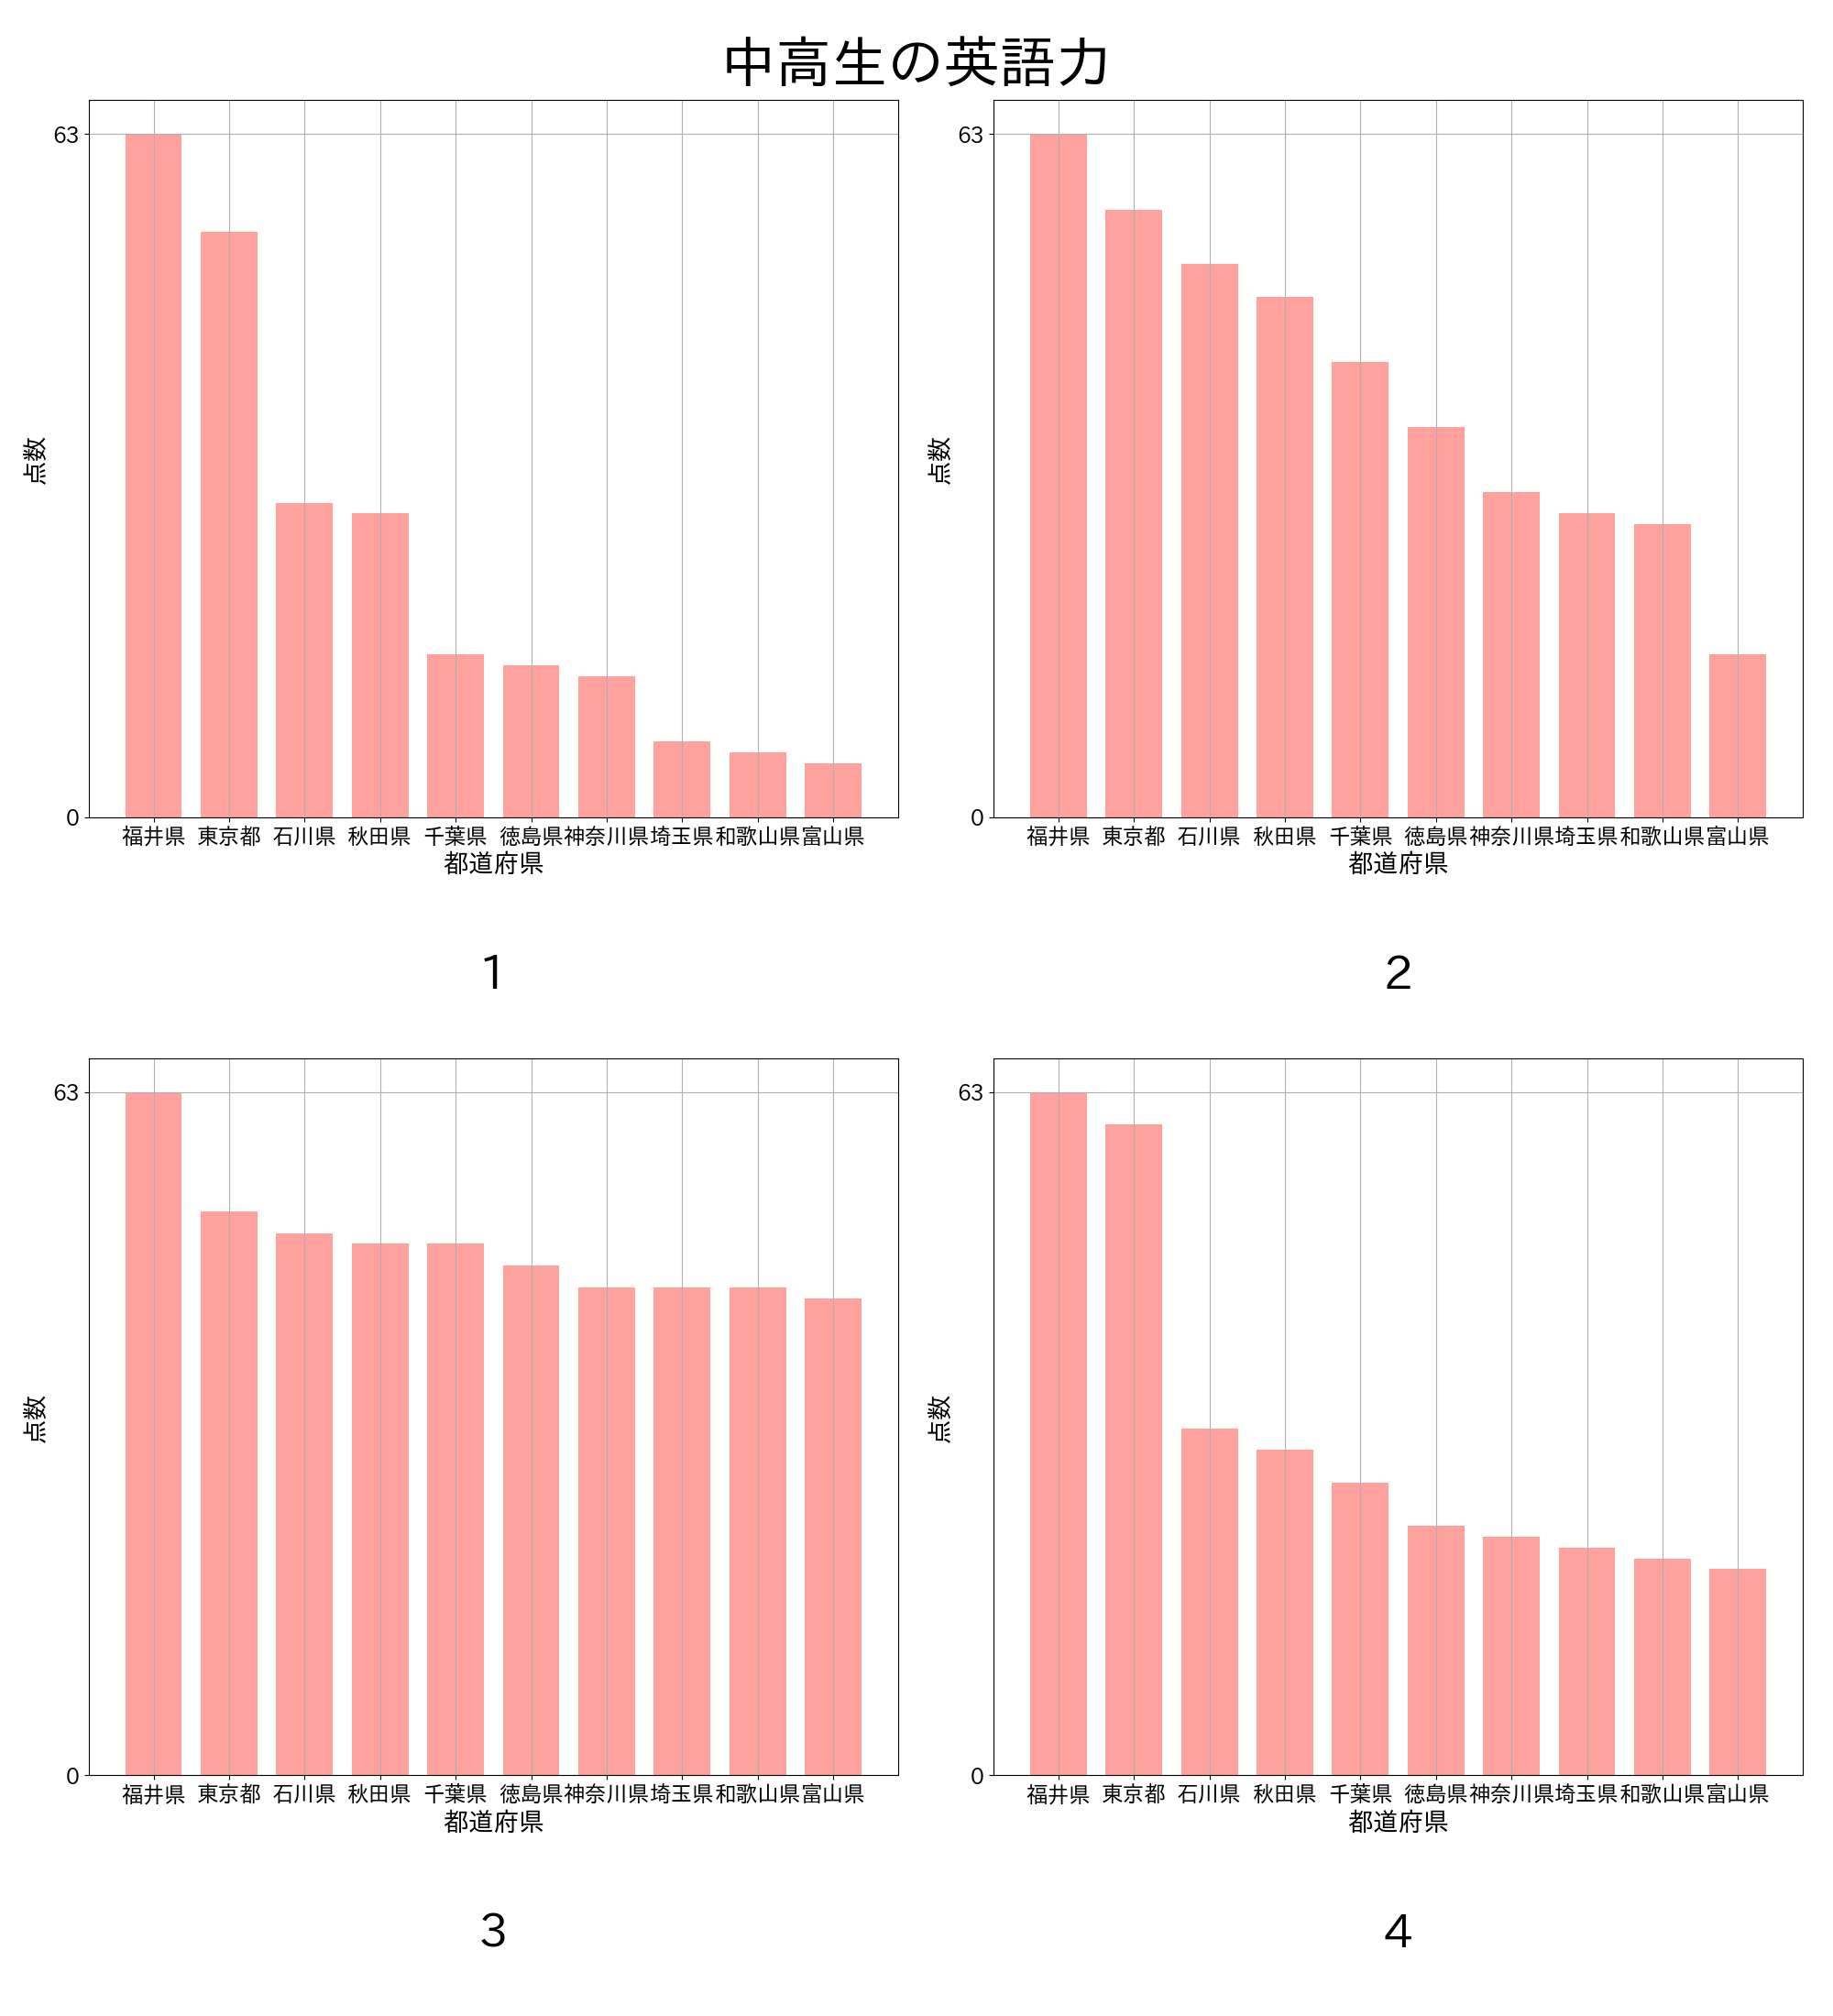 中高生の英語力
63
0
点数
福井県 東京都 石川県 秋田県 千葉県 徳島県 神奈川県 埼玉県 和歌山県 富山県
都道府県
1
63
0
点数
福井県 東京都 石川県 秋田県 千葉県 徳島県 神奈川県 埼玉県 和歌山県 富山県
都道府県
2
63
0
点数
福井県 東京都 石川県 秋田県 千葉県 徳島県 神奈川県 埼玉県 和歌山県 富山県
都道府県
3
63
0
点数
福井県 東京都 石川県 秋田県 千葉県 徳島県 神奈川県 埼玉県 和歌山県 富山県
都道府県
4